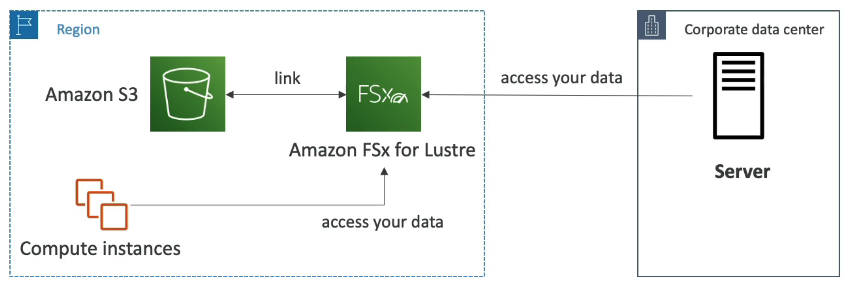 Region
Corporate data center
Amazon S3
link
FSx
access your data
Amazon FSx for Lustre
Server
access your data
Compute instances